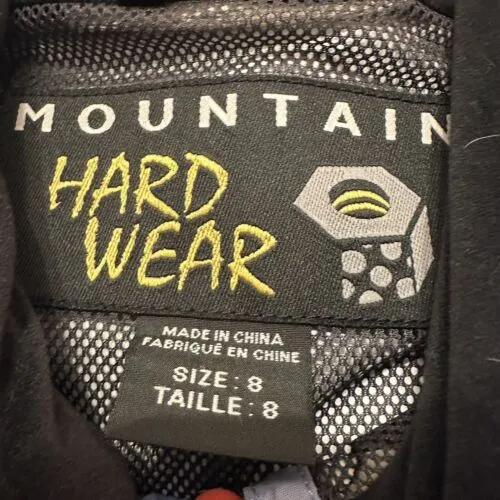 MOUNTAIN
HARD
WEAR
MADE IN CHINA
FABRIQUÉ EN CHINE
SIZE: 8
TAILLE: 8